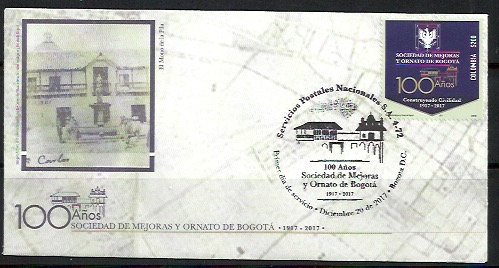 El Mono de la Pila
Carlos
100 Años
SOCIEDAD DE MEJORAS Y ORNATO DE BOGOTÁ · 1917 - 2017 ·
Servicios Postales Nacionales S.A. 4-72
100 Años
Sociedad de Mejoras
y Ornato de Bogotá
1917 - 2017
Primer día de servicio · Diciembre 20 de 2017 · Bogotá D.C.
SOCIEDAD DE MEJORAS
Y ORNATO DE BOGOTÁ
100 Años
Construyendo Civilidad
1917 - 2017
COLOMBIA $200